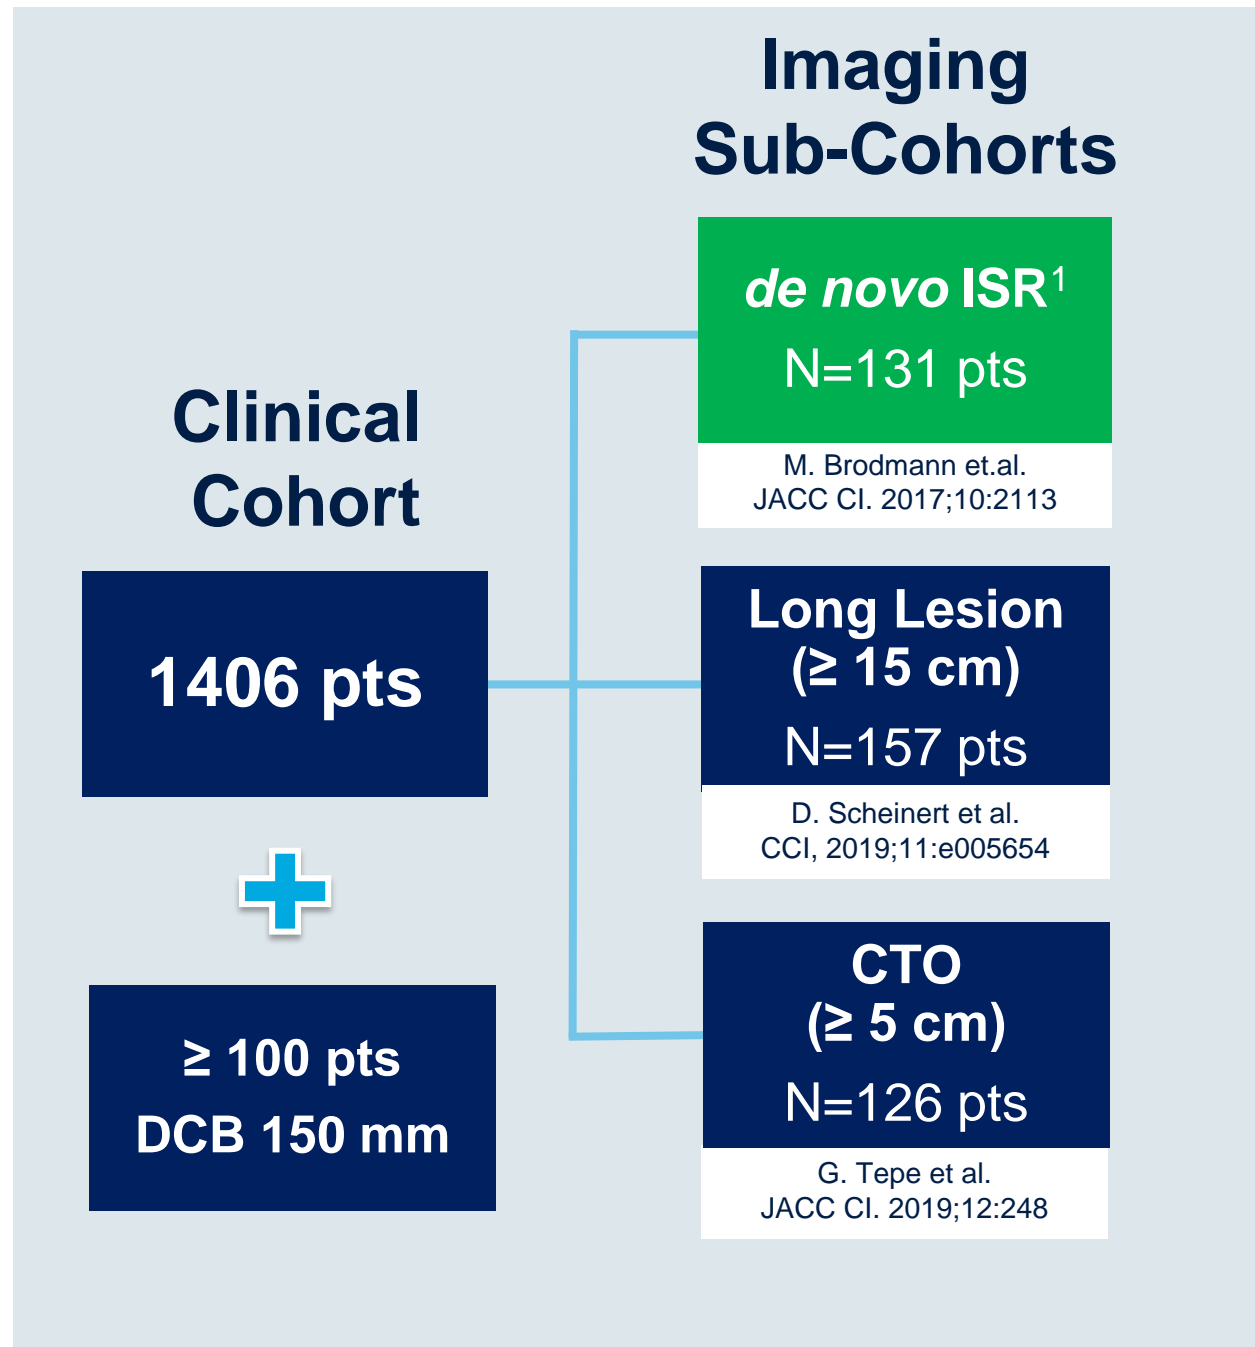 Clinical
Cohort
1406 pts
≥ 100 pts
DCB 150 mm
Imaging
Sub-Cohorts
de novo ISR¹
N=131 pts
M. Brodmann et.al.
JACC CI. 2017;10:2113
Long Lesion
(≥ 15 cm)
N=157 pts
D. Scheinert et al.
CCI, 2019;11:e005654
CTO
(≥ 5 cm)
N=126 pts
G. Tepe et al.
JACC CI. 2019;12:248